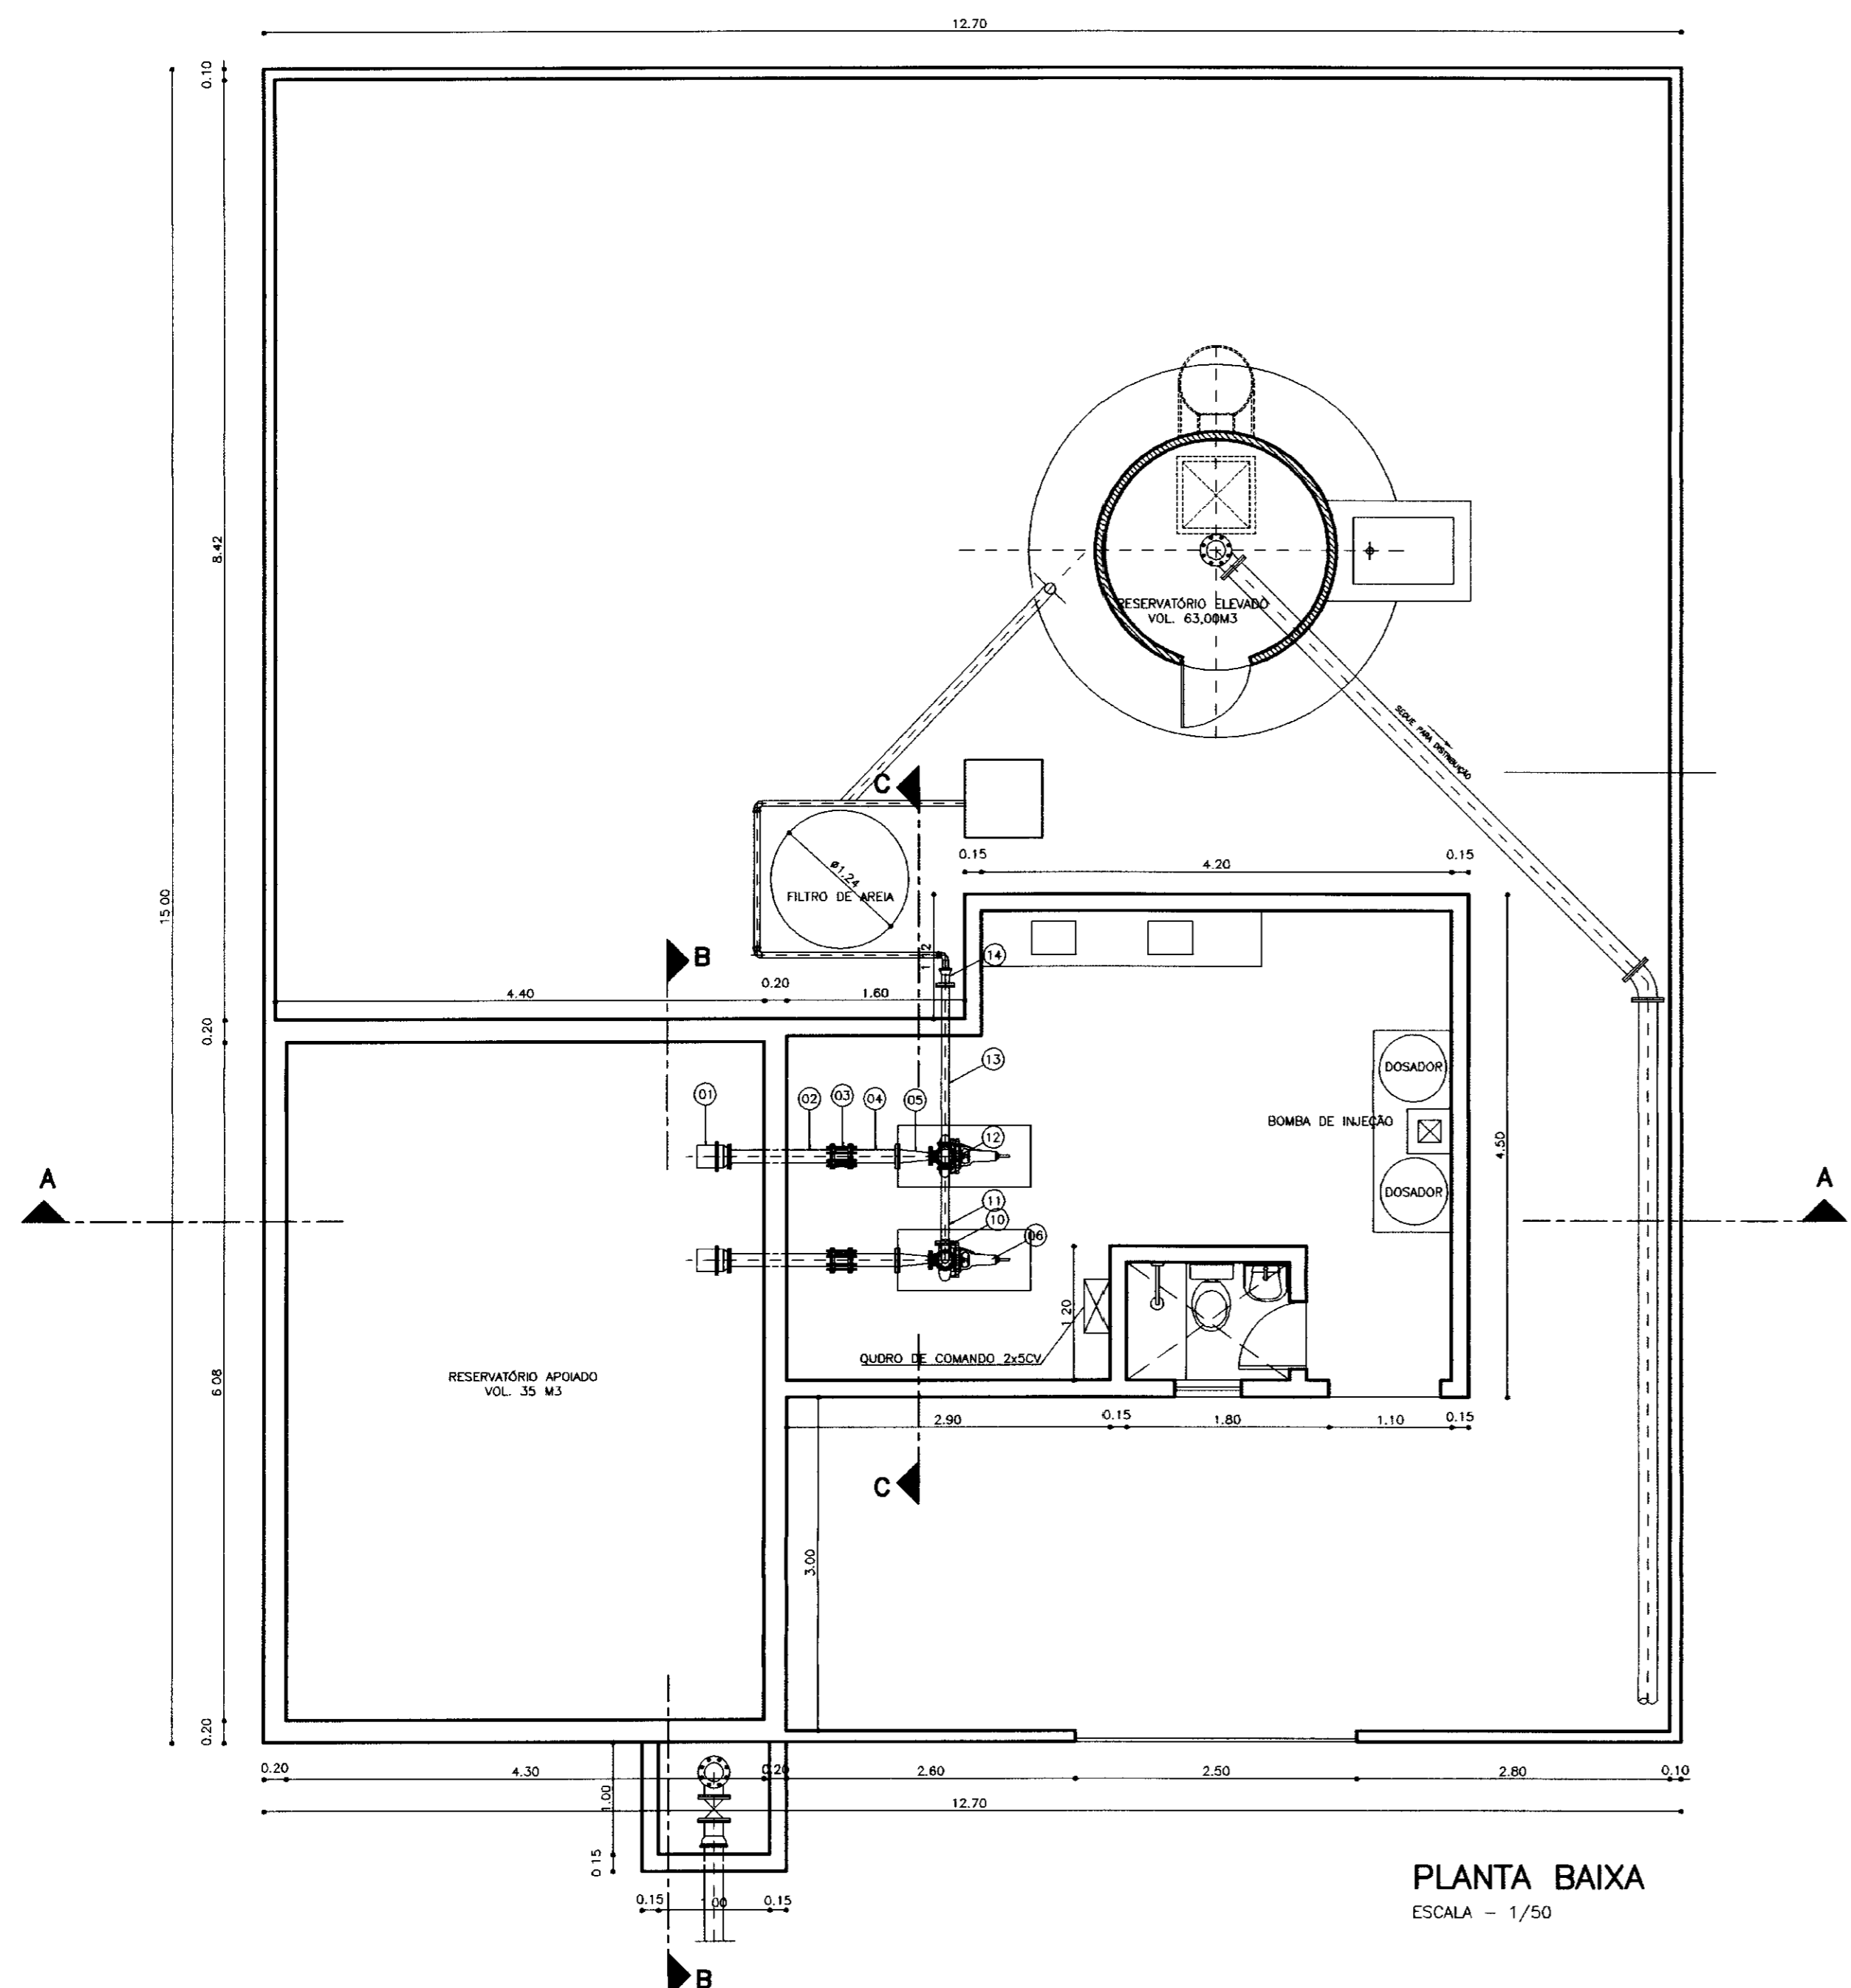 12.70
0.10
8.42
15 00
RESERVATÓRIO ELEVADO
VOL. 63,00M3
SEGUE PARA DISTRIBUIÇÃO
C
0.15
4.20
0.15
ø1.24
FILTRO DE AREIA
B
1.12
14
4.40
0.20
1.60
0.20
13
DOSADOR
01
02
03
04
05
BOMBA DE INJEÇÃO
12
4.50
A
A
DOSADOR
11
10
06
1.20
QUDRO DE COMANDO 2x5CV
RESERVATÓRIO APOIADO
VOL. 35 M3
6 08
2.90
0.15
1.80
1.10
0.15
C
3.00
0.20
0.20
4.30
0.20
2.60
2.50
2.80
0.10
1.00
12.70
0 15
PLANTA BAIXA
0.15
1.00
0.15
ESCALA - 1/50
B